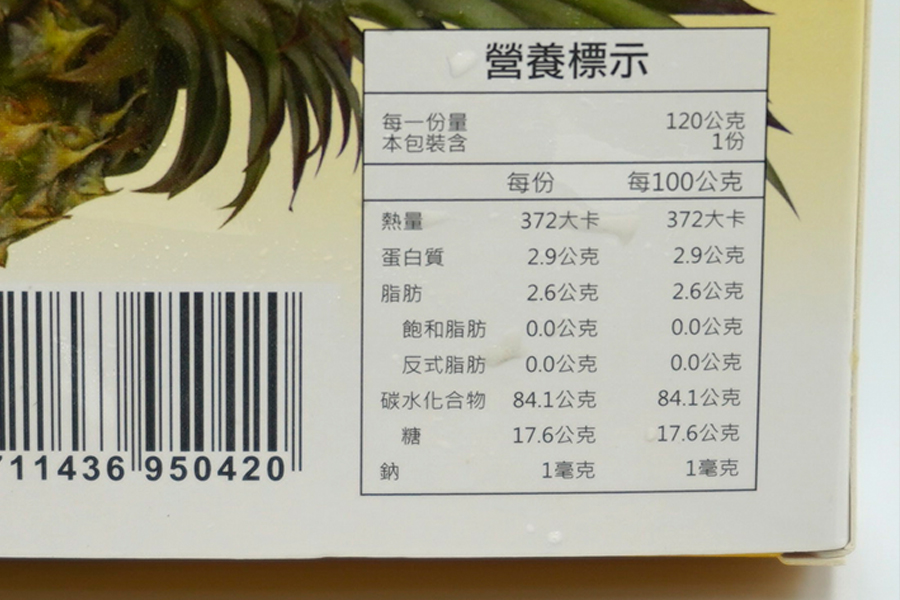 營養標示
每一份量 120公克
本包裝含 1份
每份 每100公克
熱量 372大卡 372大卡
蛋白質 2.9公克 2.9公克
脂肪 2.6公克 2.6公克
飽和脂肪 0.0公克 0.0公克
反式脂肪 0.0公克 0.0公克
碳水化合物 84.1公克 84.1公克
糖 17.6公克 17.6公克
鈉 1毫克 1毫克
711436 950420